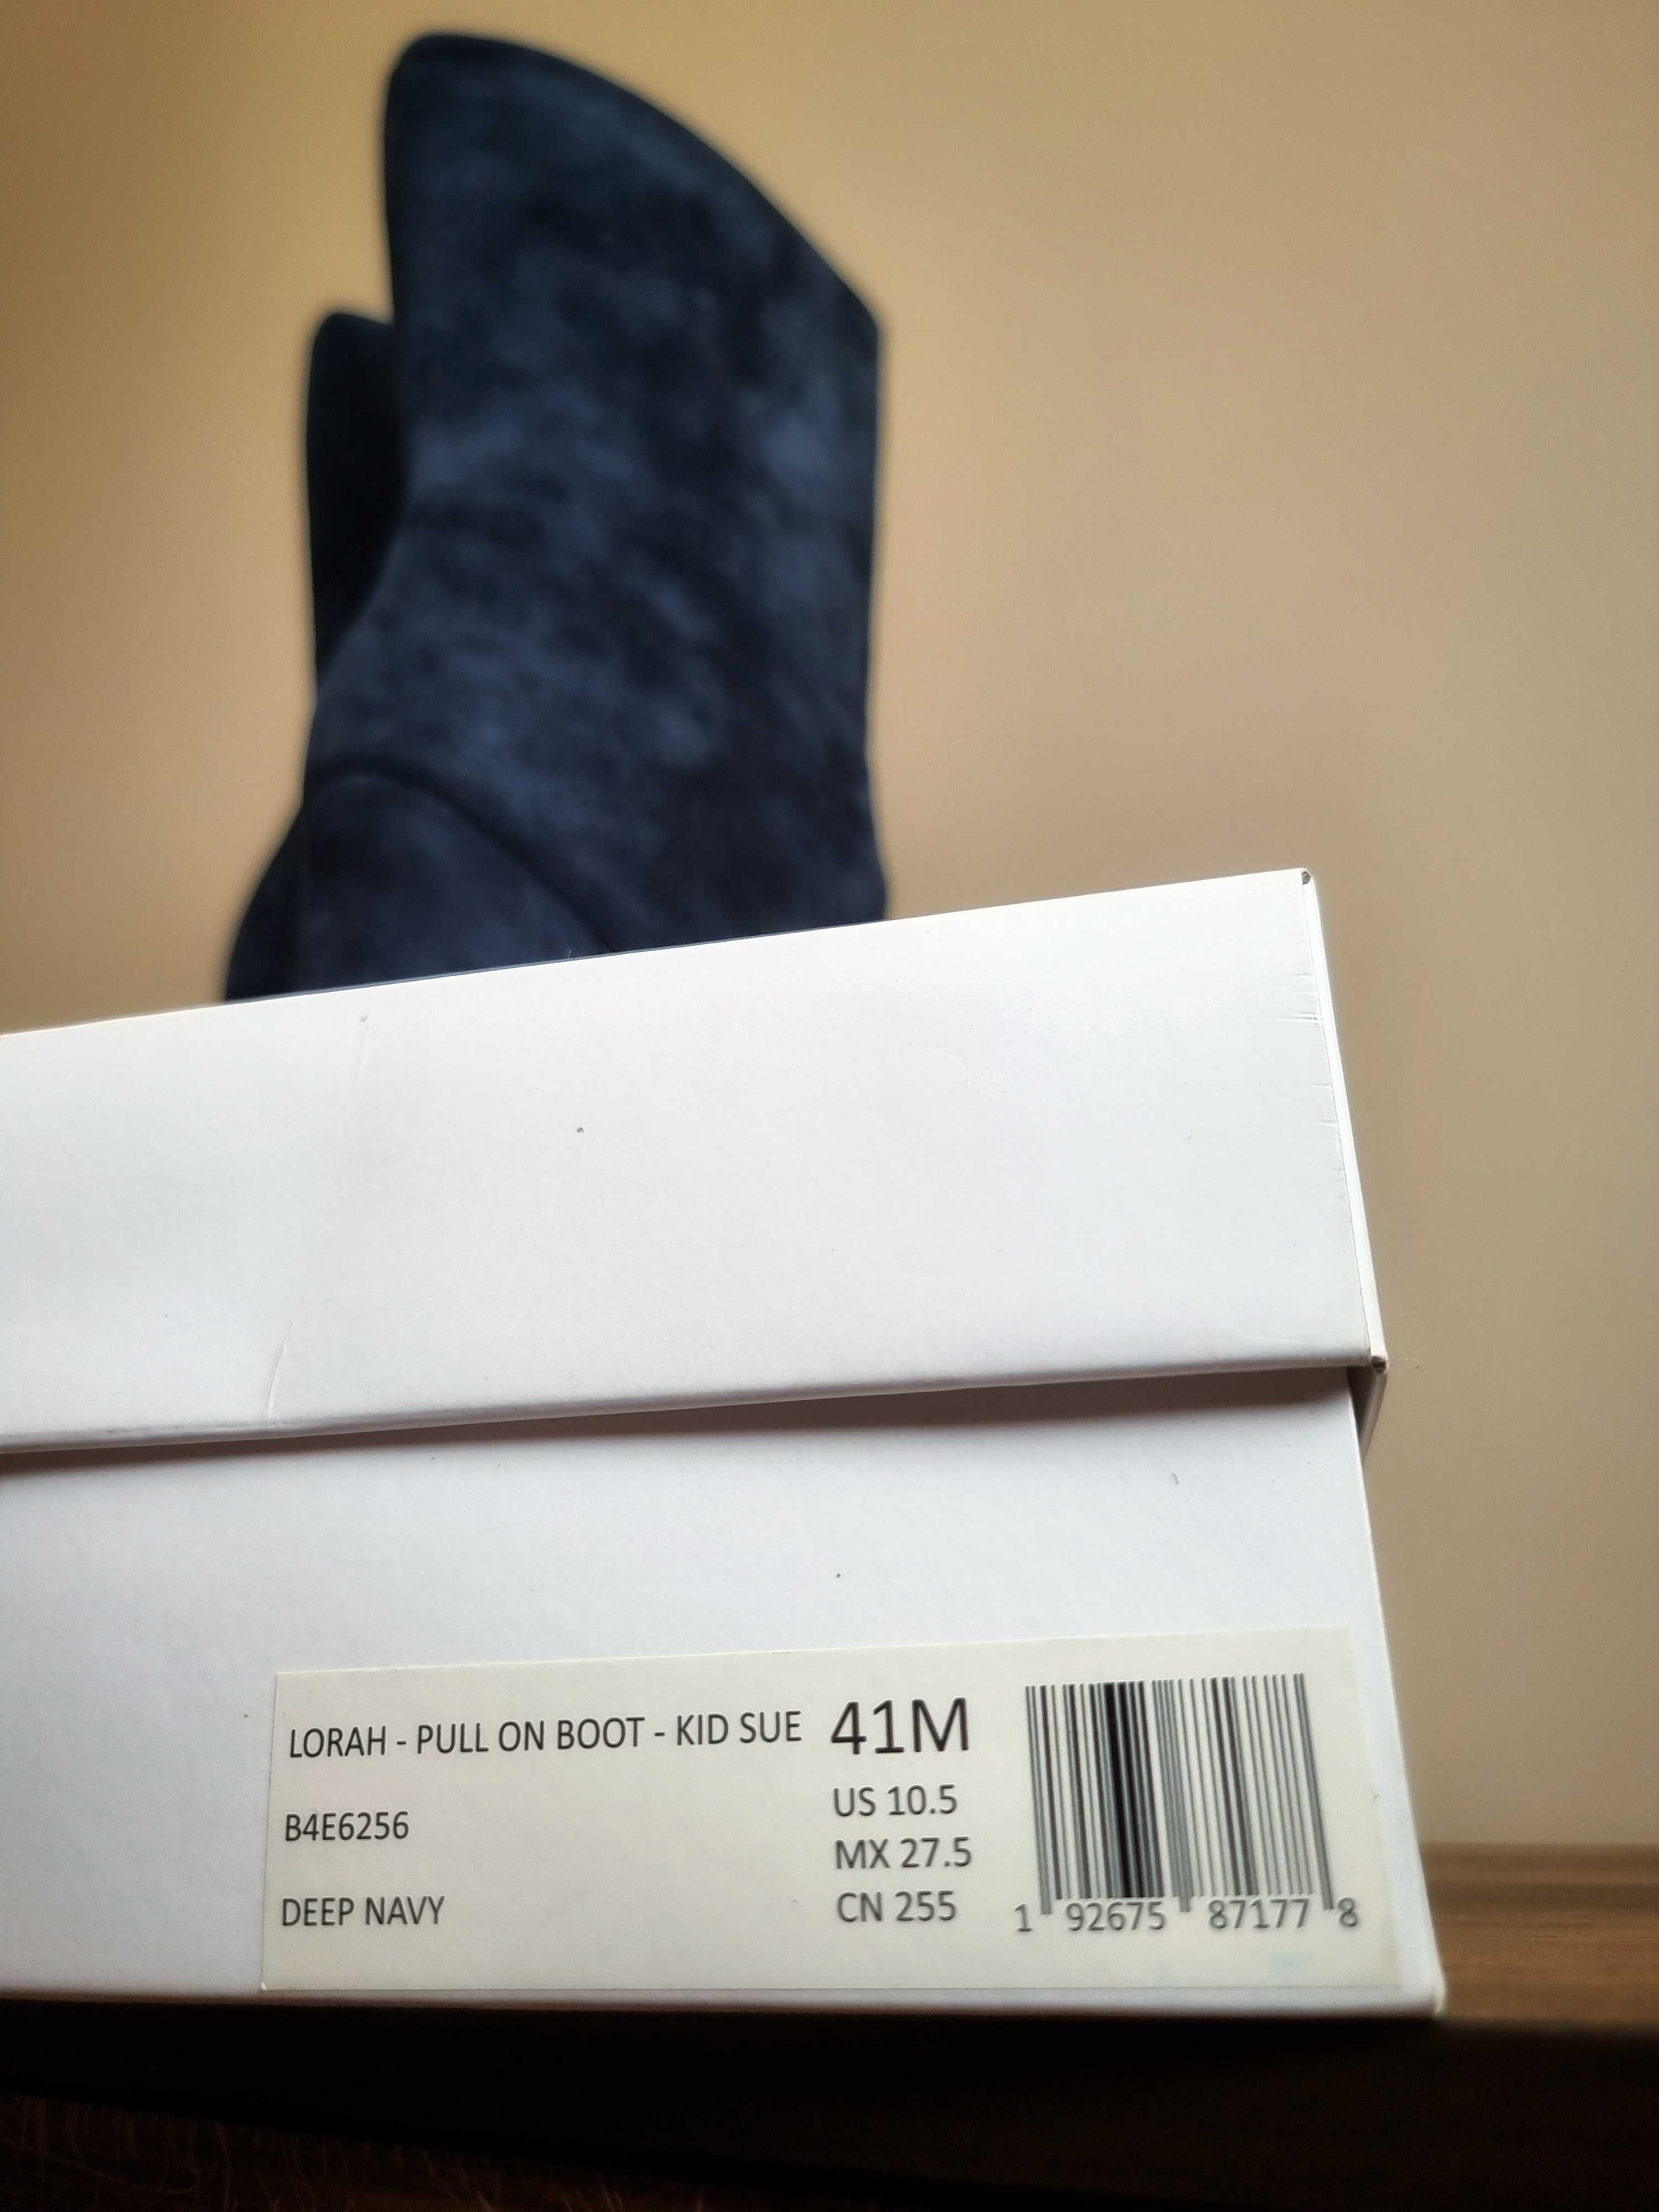 LORAH - PULL ON BOOT - KID SUE
B4E6256
DEEP NAVY
41M
US 10.5
MX 27.5
CN 255
1 92675 87177 8